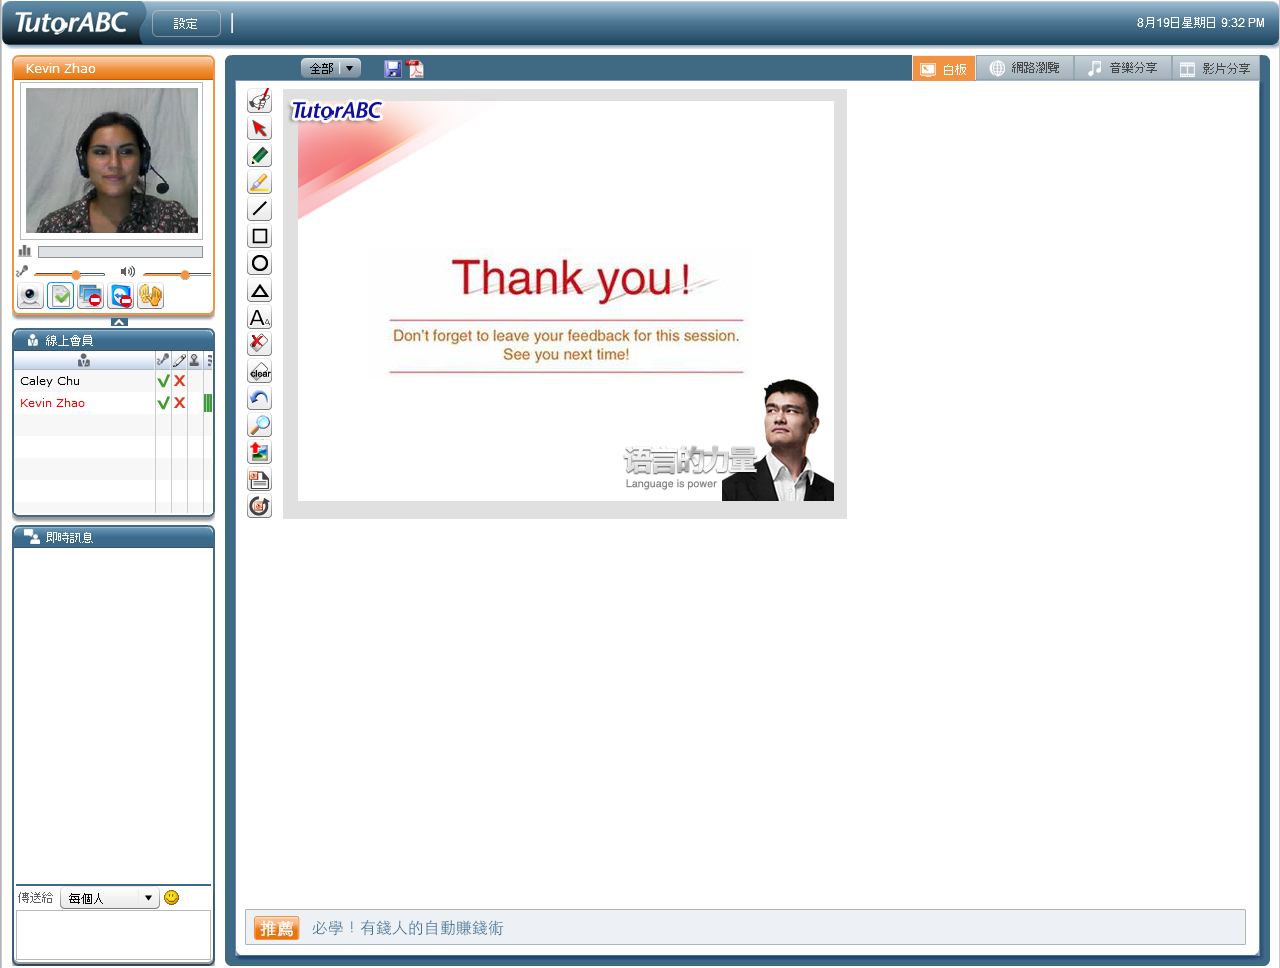 TutorABC
設定
8月19日星期日 9:32 PM
Kevin Zhao
全部
白板
網路瀏覽
音樂分享
影片分享
TutorABC
Thank you!
Don't forget to leave your feedback for this session.
See you next time!
语言的力量
Language is power
clear
線上會員
Caley Chu
Kevin Zhao
即時訊息
傳送給
每個人
推薦
必學！有錢人的自動賺錢術